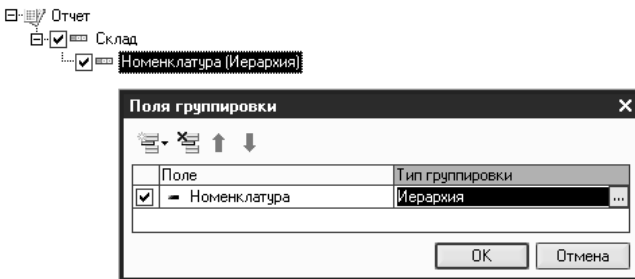 Отчет
Склад
Номенклатура (Иерархия)
Поля группировки
Поле Тип группировки
Номенклатура Иерархия ...
OK Отмена